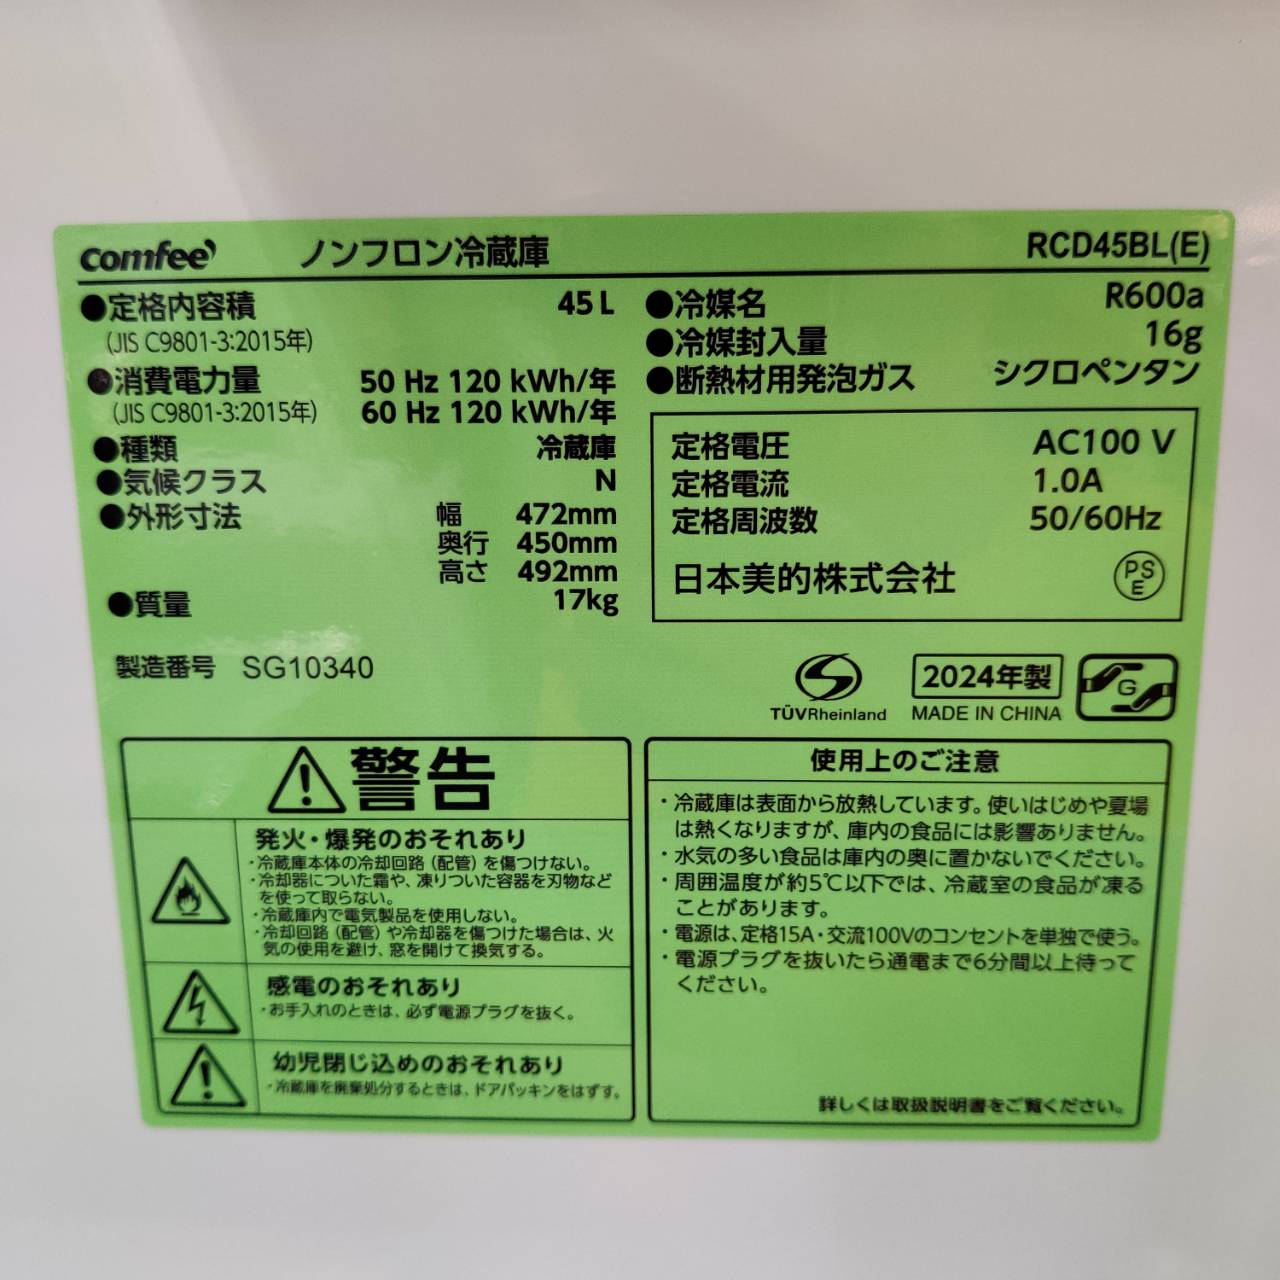 comfee' ノンフロン冷蔵庫 RCD45BL(E)
●定格内容積 45 L
(JIS C9801-3:2015年)
●消費電力量 50 Hz 120 kWh/年
(JIS C9801-3:2015年) 60 Hz 120 kWh/年
●種類 冷蔵庫
●気候クラス N
●外形寸法 幅 472mm
奥行 450mm
高さ 492mm
●質量 17kg
●冷媒名 R600a
●冷媒封入量 16g
●断熱材用発泡ガス シクロペンタン
定格電圧 AC100 V
定格電流 1.0A
定格周波数 50/60Hz
日本美的株式会社 PSE
製造番号 SG10340
TÜVRheinland
2024年製
MADE IN CHINA
G
警告
発火・爆発のおそれあり
・冷蔵庫本体の冷却回路(配管)を傷つけない。
・冷却器についた霜や、凍りついた容器を刃物など
を使って取らない。
・冷蔵庫内で電気製品を使用しない。
・冷却回路(配管)や冷却器を傷つけた場合は、火
気の使用を避け、窓を開けて換気する。
感電のおそれあり
・お手入れのときは、必ず電源プラグを抜く。
幼児閉じ込めのおそれあり
・冷蔵庫を廃棄処分するときは、ドアパッキンをはずす。
使用上のご注意
・冷蔵庫は表面から放熱しています。使いはじめや夏場
は熱くなりますが、庫内の食品には影響ありません。
・水気の多い食品は庫内の奥に置かないでください。
・周囲温度が約5℃以下では、冷蔵室の食品が凍る
ことがあります。
・電源は、定格15A・交流100Vのコンセントを単独で使う。
・電源プラグを抜いたら通電まで6分間以上待って
ください。
詳しくは取扱説明書をご覧ください。